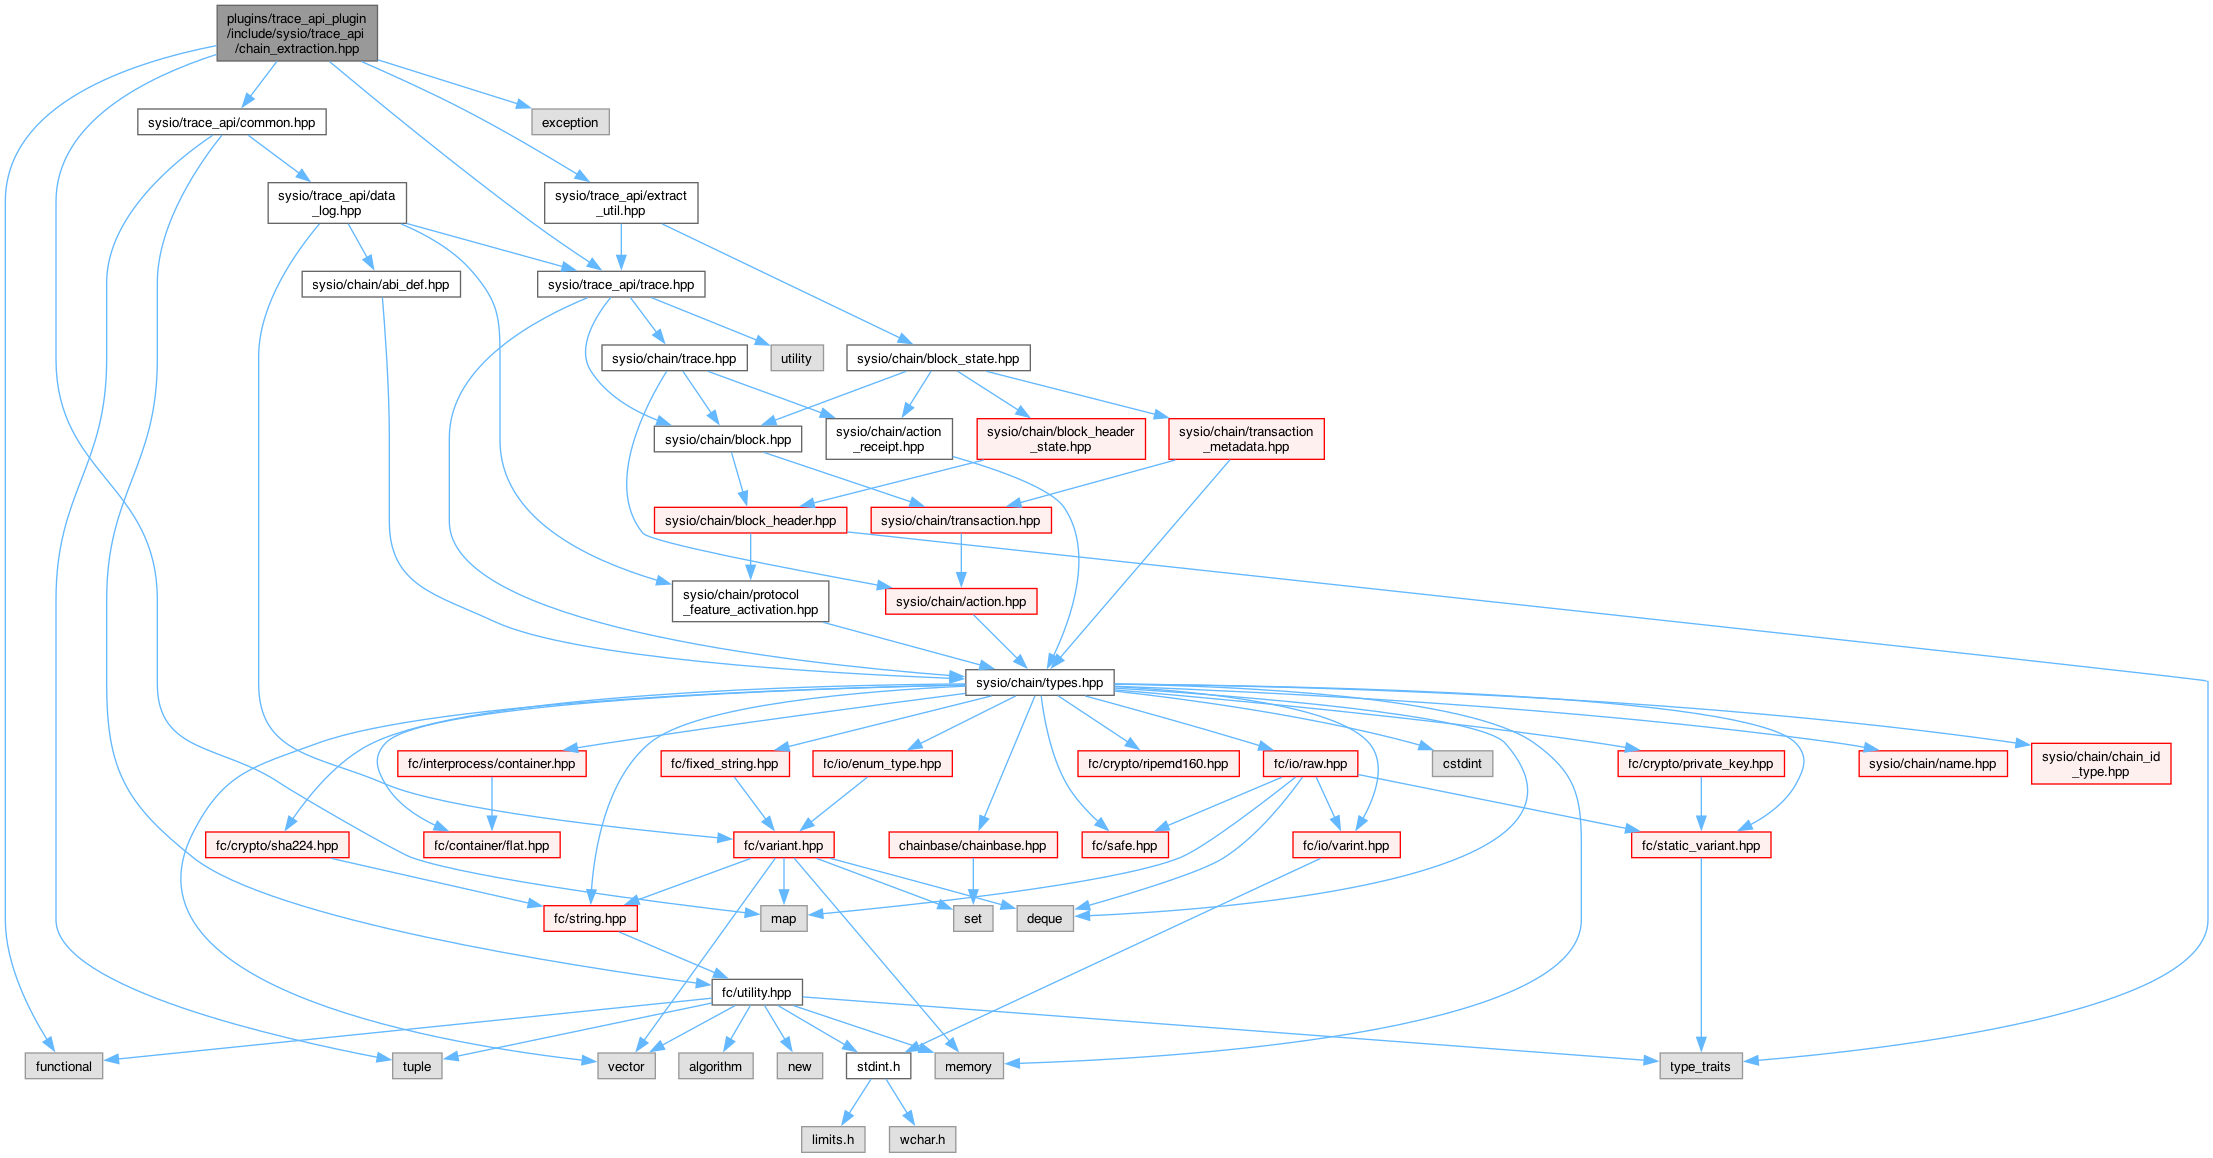 plugins/trace_api_plugin
/include/sysio/trace_api
/chain_extraction.hpp
sysio/trace_api/common.hpp
exception
sysio/trace_api/data
_log.hpp
sysio/trace_api/extract
_util.hpp
sysio/chain/abi_def.hpp
sysio/trace_api/trace.hpp
sysio/chain/trace.hpp
utility
sysio/chain/block_state.hpp
sysio/chain/block.hpp
sysio/chain/action
_receipt.hpp
sysio/chain/block_header
_state.hpp
sysio/chain/transaction
_metadata.hpp
sysio/chain/block_header.hpp
sysio/chain/transaction.hpp
sysio/chain/protocol
_feature_activation.hpp
sysio/chain/action.hpp
sysio/chain/types.hpp
fc/interprocess/container.hpp
fc/fixed_string.hpp
fc/io/enum_type.hpp
fc/crypto/ripemd160.hpp
fc/io/raw.hpp
cstdint
fc/crypto/private_key.hpp
sysio/chain/name.hpp
sysio/chain/chain_id
_type.hpp
fc/crypto/sha224.hpp
fc/container/flat.hpp
fc/variant.hpp
chainbase/chainbase.hpp
fc/safe.hpp
fc/io/varint.hpp
fc/static_variant.hpp
fc/string.hpp
map
set
deque
fc/utility.hpp
functional
tuple
vector
algorithm
new
stdint.h
memory
type_traits
limits.h
wchar.h